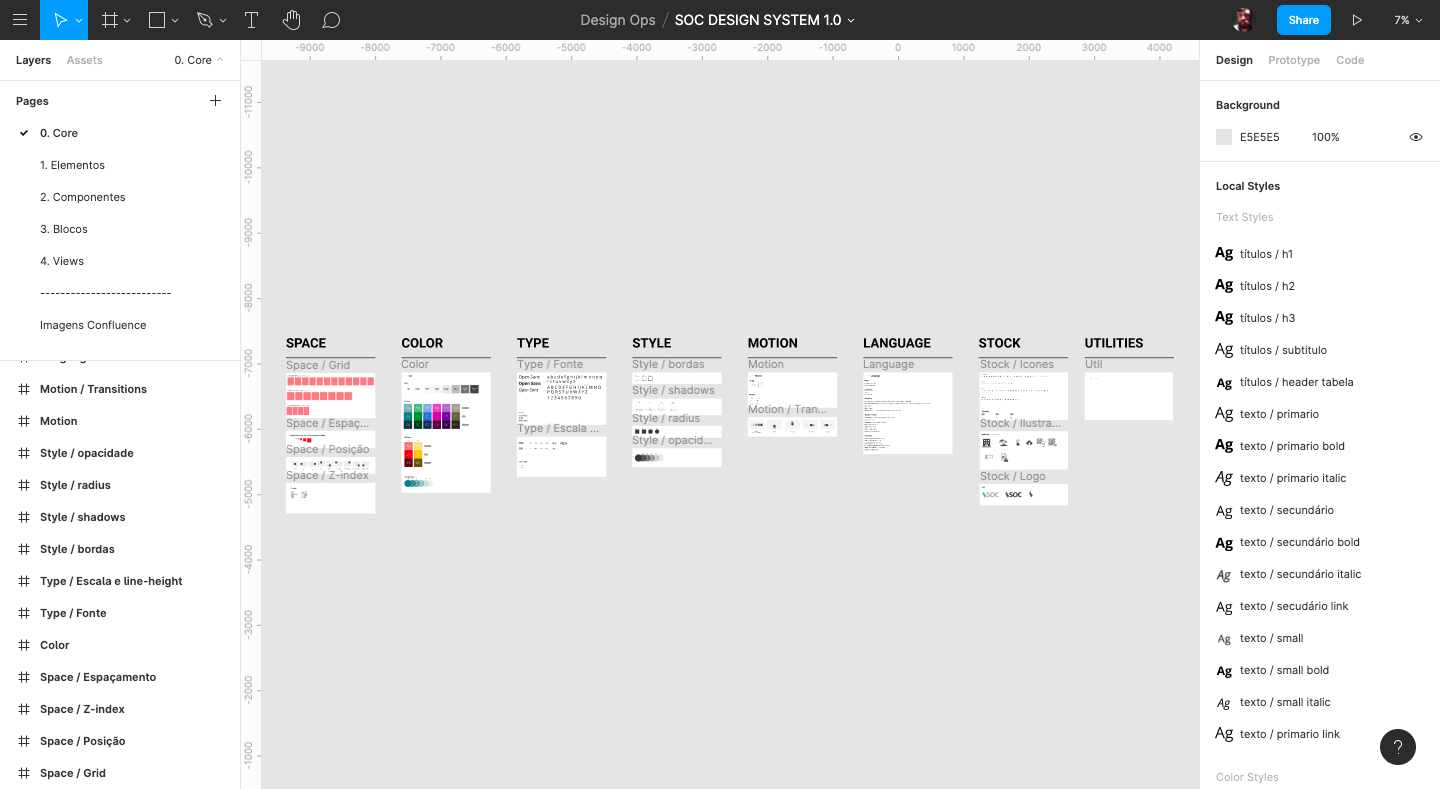 Design Ops / SOC DESIGN SYSTEM 1.0
Share
7%
Layers Assets 0. Core
Pages
0. Core
1. Elementos
2. Componentes
3. Blocos
4. Views
--------------------------
Imagens Confluence
Motion / Transitions
Motion
Style / opacidade
Style / radius
Style / shadows
Style / bordas
Type / Escala e line-height
Type / Fonte
Color
Space / Espaçamento
Space / Z-index
Space / Posição
Space / Grid
-9000 -8000 -7000 -6000 -5000 -4000 -3000 -2000 -1000 0 1000 2000 3000 4000
-11000
-10000
-9000
-8000
-7000
-6000
-5000
-4000
-3000
-2000
-1000
SPACE
Space / Grid
Space / Espaç...
Space / Posição
Space / Z-index
COLOR
Color
TYPE
Type / Fonte
Open Sans
Open Sans
Open Sans
a b c d e f g h i j k l m n o p q
r s t u v w x y z
A B C D E F G H I J K L M N O
P Q R S T U V W X Y Z
1 2 3 4 5 6 7 8 9 0
Type / Escala ...
STYLE
Style / bordas
Style / shadows
Style / radius
Style / opacid...
MOTION
Motion
Motion / Tran...
LANGUAGE
Language
STOCK
Stock / Icones
Stock / Ilustra...
Stock / Logo
SOC
SOC
UTILITIES
Util
Design Prototype Code
Background
E5E5E5 100%
Local Styles
Text Styles
Ag títulos / h1
Ag títulos / h2
Ag títulos / h3
Ag títulos / subtitulo
Ag títulos / header tabela
Ag texto / primario
Ag texto / primario bold
Ag texto / primario italic
Ag texto / secundário
Ag texto / secundário bold
Ag texto / secundário italic
Ag texto / secudário link
Ag texto / small
Ag texto / small bold
Ag texto / small italic
Ag texto / primario link
Color Styles
?